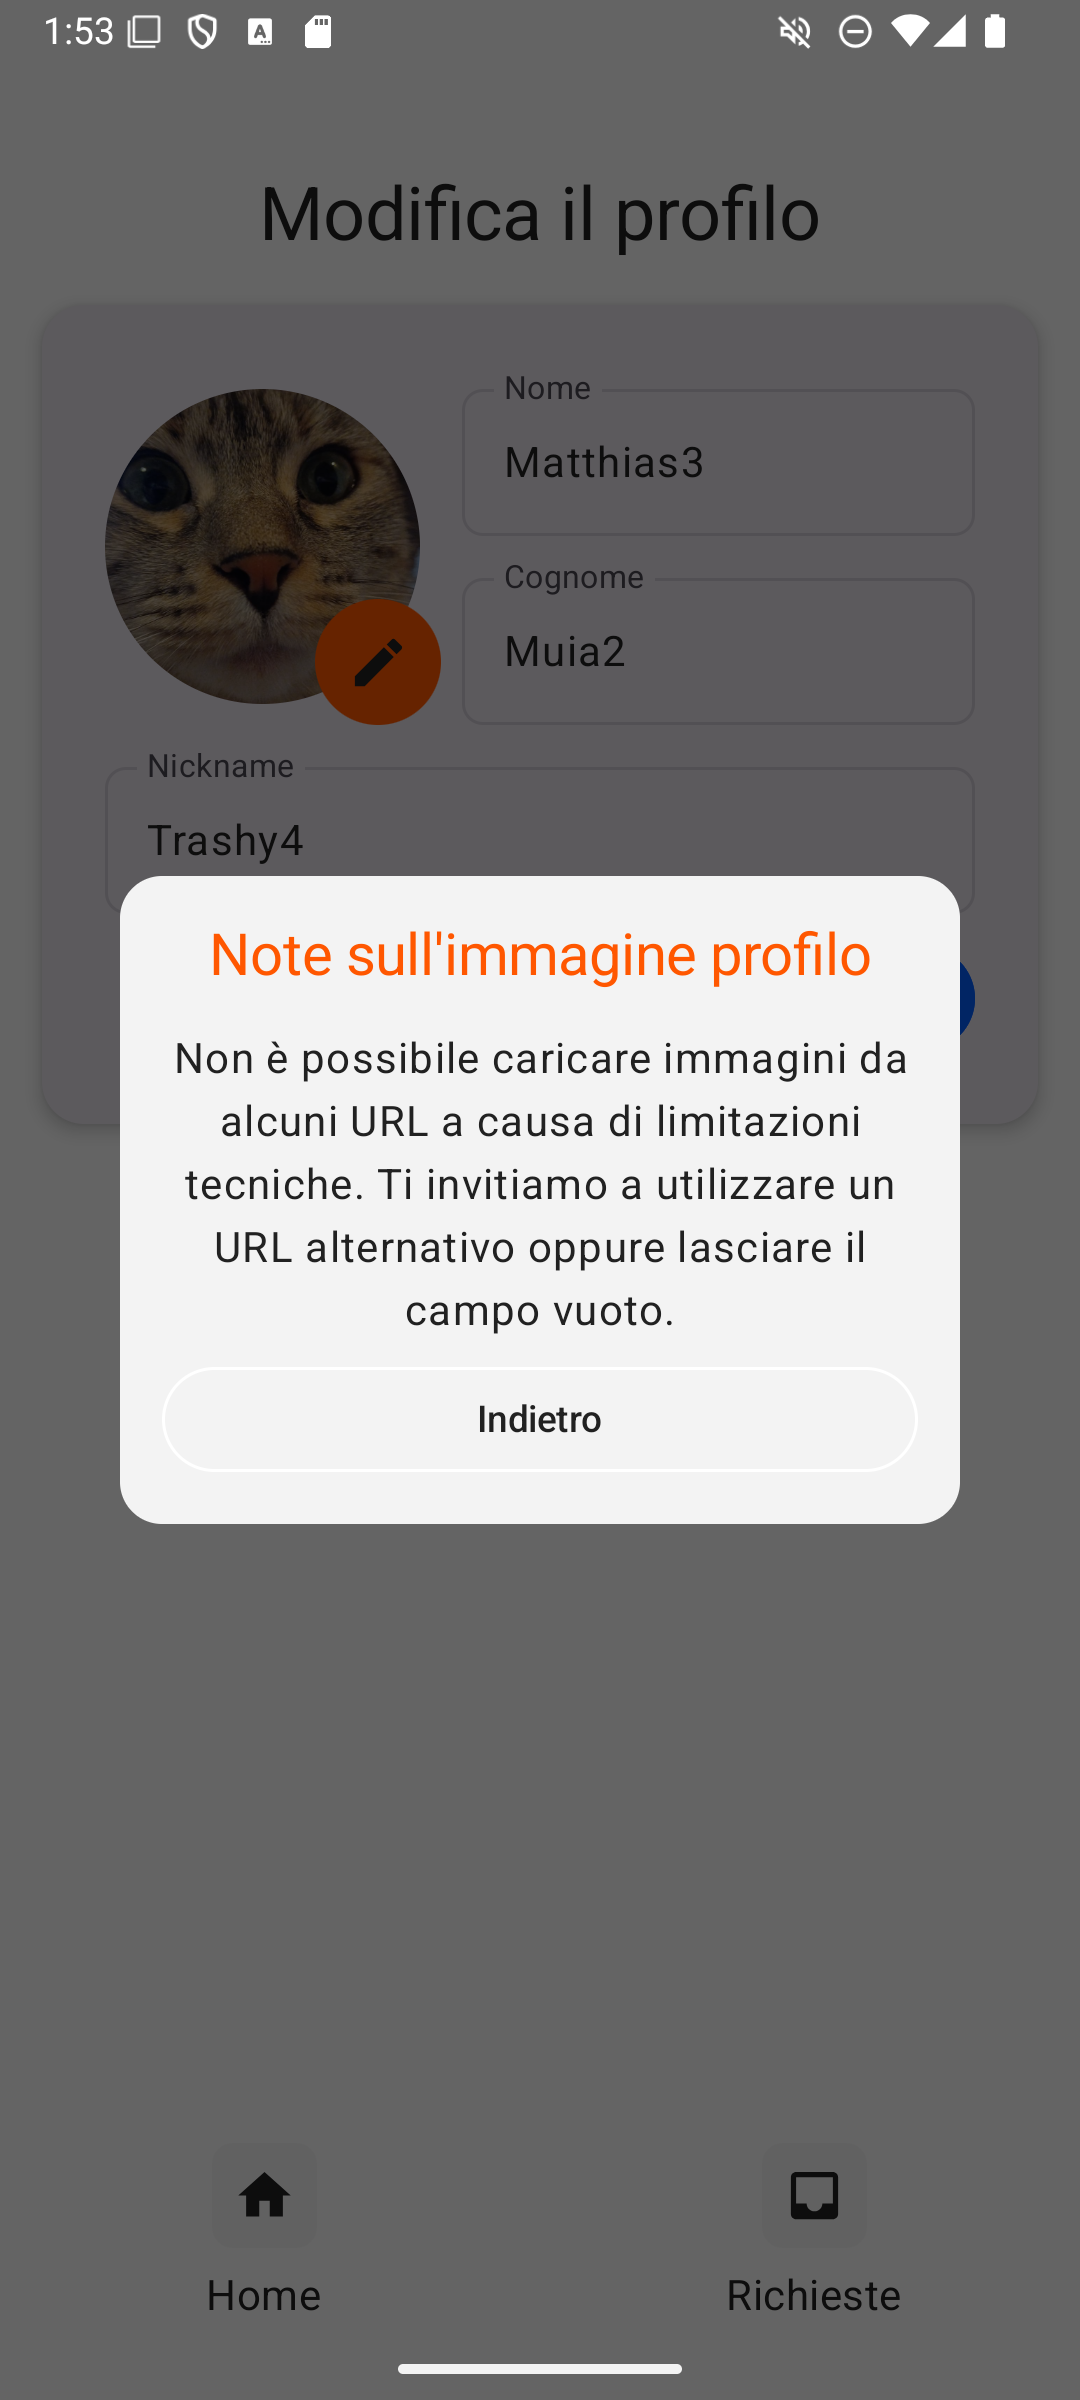 1:53
Modifica il profilo
Nome
Matthias3
Cognome
Muia2
Nickname
Trashy4
Note sull'immagine profilo
Non è possibile caricare immagini da
alcuni URL a causa di limitazioni
tecniche. Ti invitiamo a utilizzare un
URL alternativo oppure lasciare il
campo vuoto.
Indietro
Home
Richieste